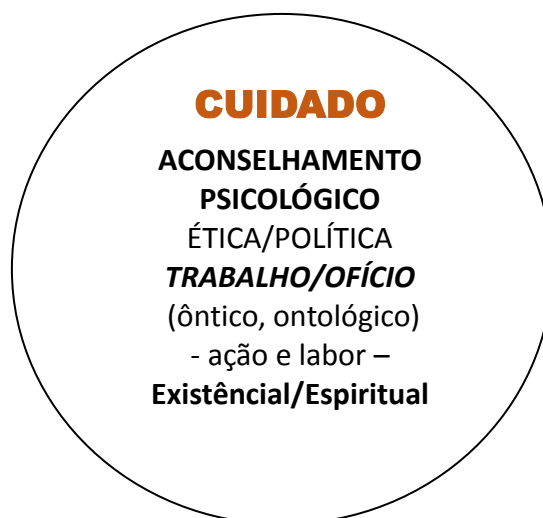 CUIDADO
ACONSELHAMENTO
PSICOLÓGICO
ÉTICA/POLÍTICA
TRABALHO/OFÍCIO
(ôntico, ontológico)
- ação e labor –
Existêncial/Espiritual